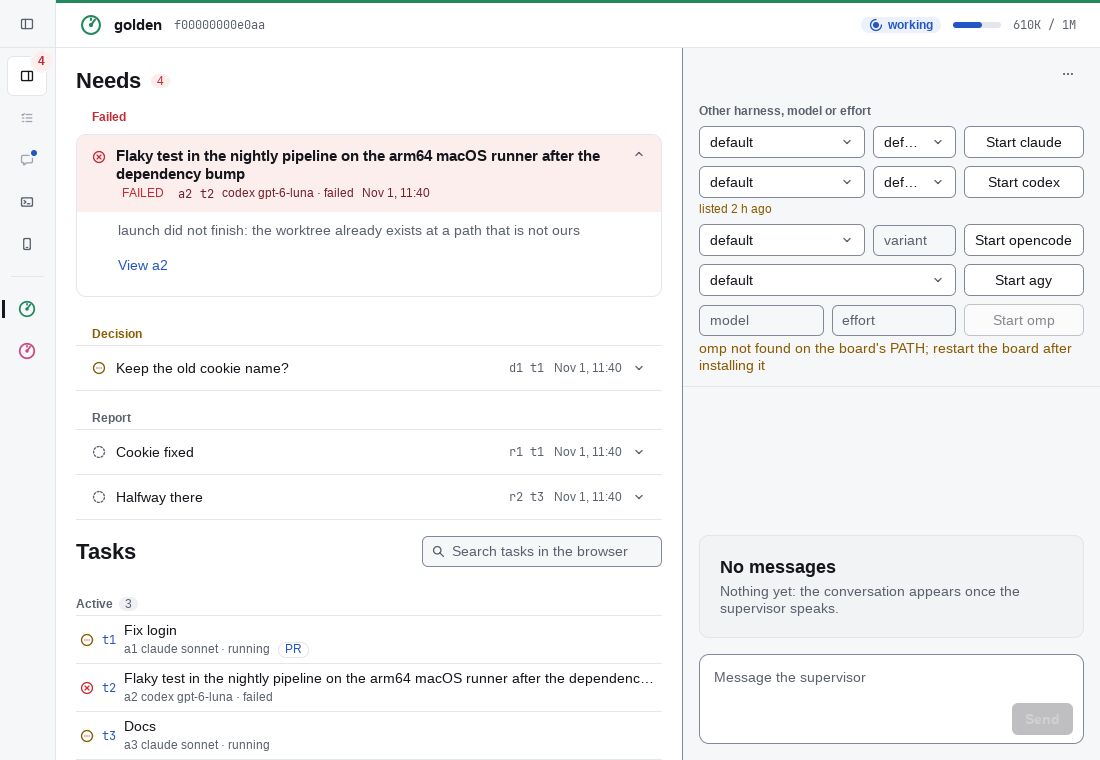 golden f00000000e0aa
working 610K / 1M
4
Needs 4
Failed
Flaky test in the nightly pipeline on the arm64 macOS runner after the
dependency bump
FAILED a2 t2 codex gpt-6-luna · failed Nov 1, 11:40
launch did not finish: the worktree already exists at a path that is not ours
View a2
Decision
Keep the old cookie name? d1 t1 Nov 1, 11:40
Report
Cookie fixed r1 t1 Nov 1, 11:40
Halfway there r2 t3 Nov 1, 11:40
Tasks
Search tasks in the browser
Active 3
t1 Fix login
a1 claude sonnet · running PR
t2 Flaky test in the nightly pipeline on the arm64 macOS runner after the dependenc…
a2 codex gpt-6-luna · failed
t3 Docs
a3 claude sonnet · running
Other harness, model or effort
default def… Start claude
default def… Start codex
listed 2 h ago
default variant Start opencode
default Start agy
model effort Start omp
omp not found on the board's PATH; restart the board after
installing it
No messages
Nothing yet: the conversation appears once the
supervisor speaks.
Message the supervisor
Send